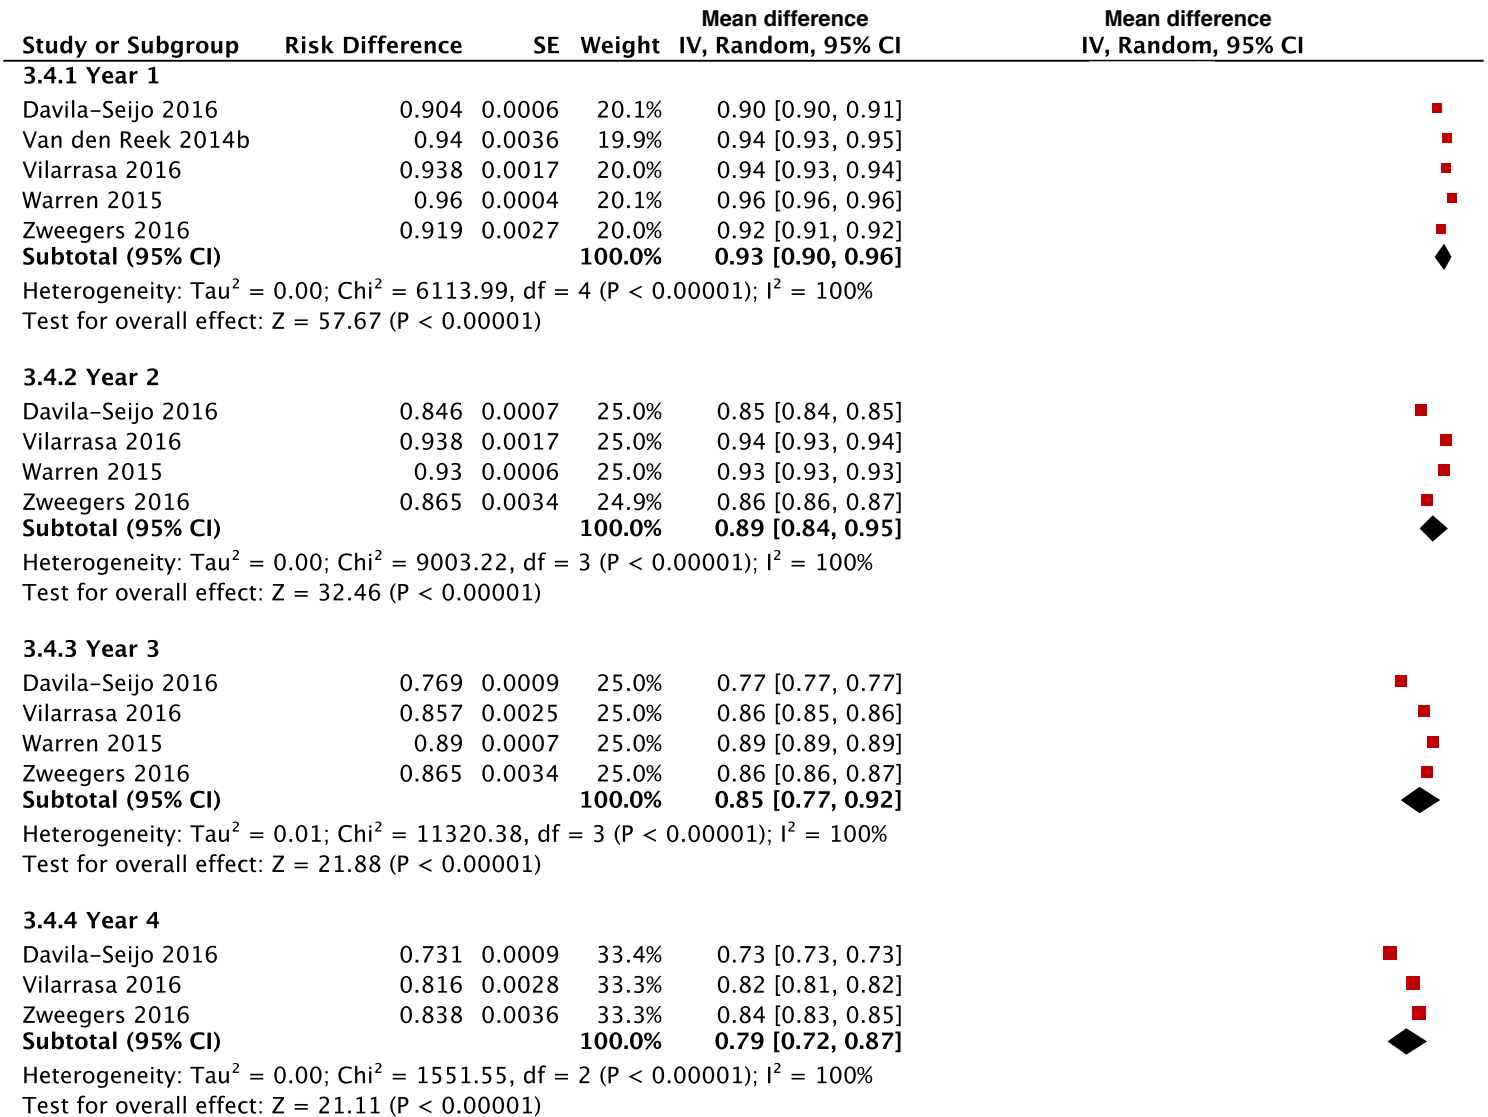 Mean difference Mean difference
Study or Subgroup Risk Difference SE Weight IV, Random, 95% CI IV, Random, 95% CI
3.4.1 Year 1
Davila–Seijo 2016 0.904 0.0006 20.1% 0.90 [0.90, 0.91]
Van den Reek 2014b 0.94 0.0036 19.9% 0.94 [0.93, 0.95]
Vilarrasa 2016 0.938 0.0017 20.0% 0.94 [0.93, 0.94]
Warren 2015 0.96 0.0004 20.1% 0.96 [0.96, 0.96]
Zweegers 2016 0.919 0.0027 20.0% 0.92 [0.91, 0.92]
Subtotal (95% CI) 100.0% 0.93 [0.90, 0.96]
Heterogeneity: Tau² = 0.00; Chi² = 6113.99, df = 4 (P < 0.00001); I² = 100%
Test for overall effect: Z = 57.67 (P < 0.00001)
3.4.2 Year 2
Davila–Seijo 2016 0.846 0.0007 25.0% 0.85 [0.84, 0.85]
Vilarrasa 2016 0.938 0.0017 25.0% 0.94 [0.93, 0.94]
Warren 2015 0.93 0.0006 25.0% 0.93 [0.93, 0.93]
Zweegers 2016 0.865 0.0034 24.9% 0.86 [0.86, 0.87]
Subtotal (95% CI) 100.0% 0.89 [0.84, 0.95]
Heterogeneity: Tau² = 0.00; Chi² = 9003.22, df = 3 (P < 0.00001); I² = 100%
Test for overall effect: Z = 32.46 (P < 0.00001)
3.4.3 Year 3
Davila–Seijo 2016 0.769 0.0009 25.0% 0.77 [0.77, 0.77]
Vilarrasa 2016 0.857 0.0025 25.0% 0.86 [0.85, 0.86]
Warren 2015 0.89 0.0007 25.0% 0.89 [0.89, 0.89]
Zweegers 2016 0.865 0.0034 25.0% 0.86 [0.86, 0.87]
Subtotal (95% CI) 100.0% 0.85 [0.77, 0.92]
Heterogeneity: Tau² = 0.01; Chi² = 11320.38, df = 3 (P < 0.00001); I² = 100%
Test for overall effect: Z = 21.88 (P < 0.00001)
3.4.4 Year 4
Davila–Seijo 2016 0.731 0.0009 33.4% 0.73 [0.73, 0.73]
Vilarrasa 2016 0.816 0.0028 33.3% 0.82 [0.81, 0.82]
Zweegers 2016 0.838 0.0036 33.3% 0.84 [0.83, 0.85]
Subtotal (95% CI) 100.0% 0.79 [0.72, 0.87]
Heterogeneity: Tau² = 0.00; Chi² = 1551.55, df = 2 (P < 0.00001); I² = 100%
Test for overall effect: Z = 21.11 (P < 0.00001)